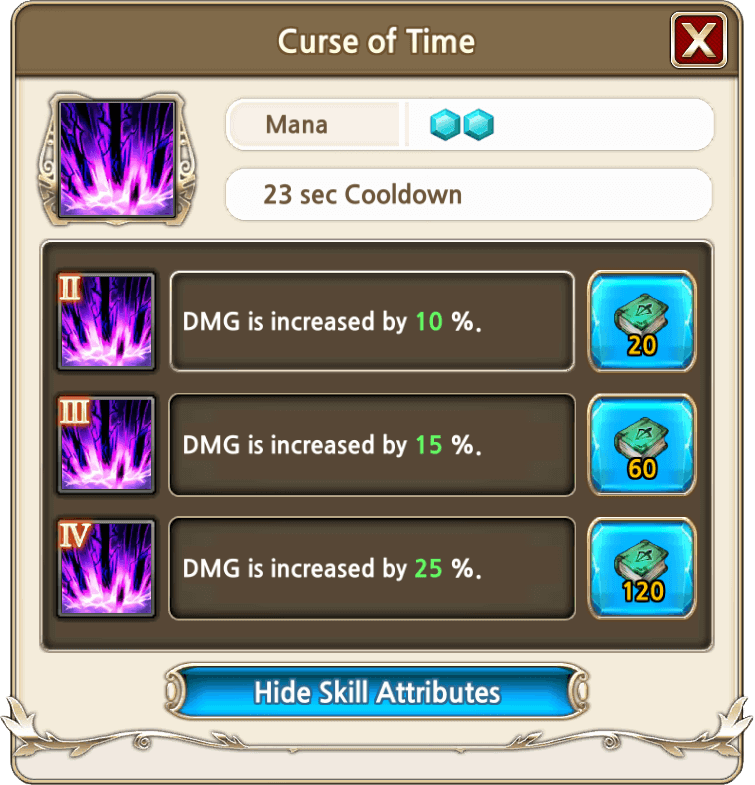 Curse of Time
X
Mana
23 sec Cooldown
II
DMG is increased by 10 %.
20
III
DMG is increased by 15 %.
60
IV
DMG is increased by 25 %.
120
Hide Skill Attributes